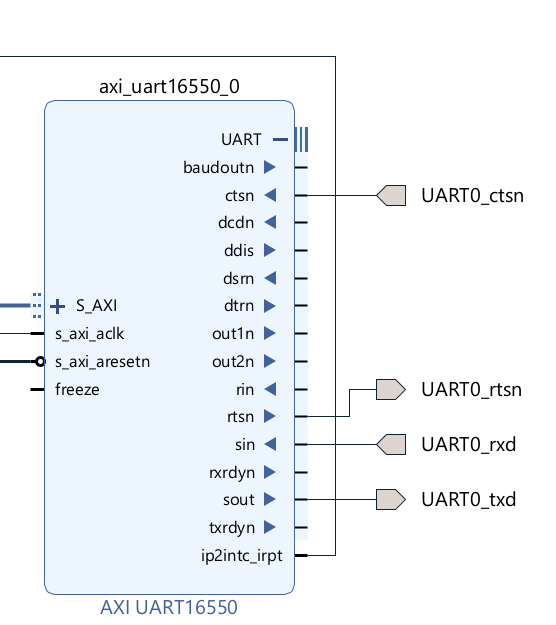 axi_uart16550_0
UART
baudoutn
ctsn
UART0_ctsn
dcdn
ddis
dsrn
S_AXI
dtrn
s_axi_aclk
out1n
s_axi_aresetn
out2n
freeze
rin
UART0_rtsn
rtsn
sin
UART0_rxd
rxrdyn
sout
UART0_txd
txrdyn
ip2intc_irpt
AXI UART16550